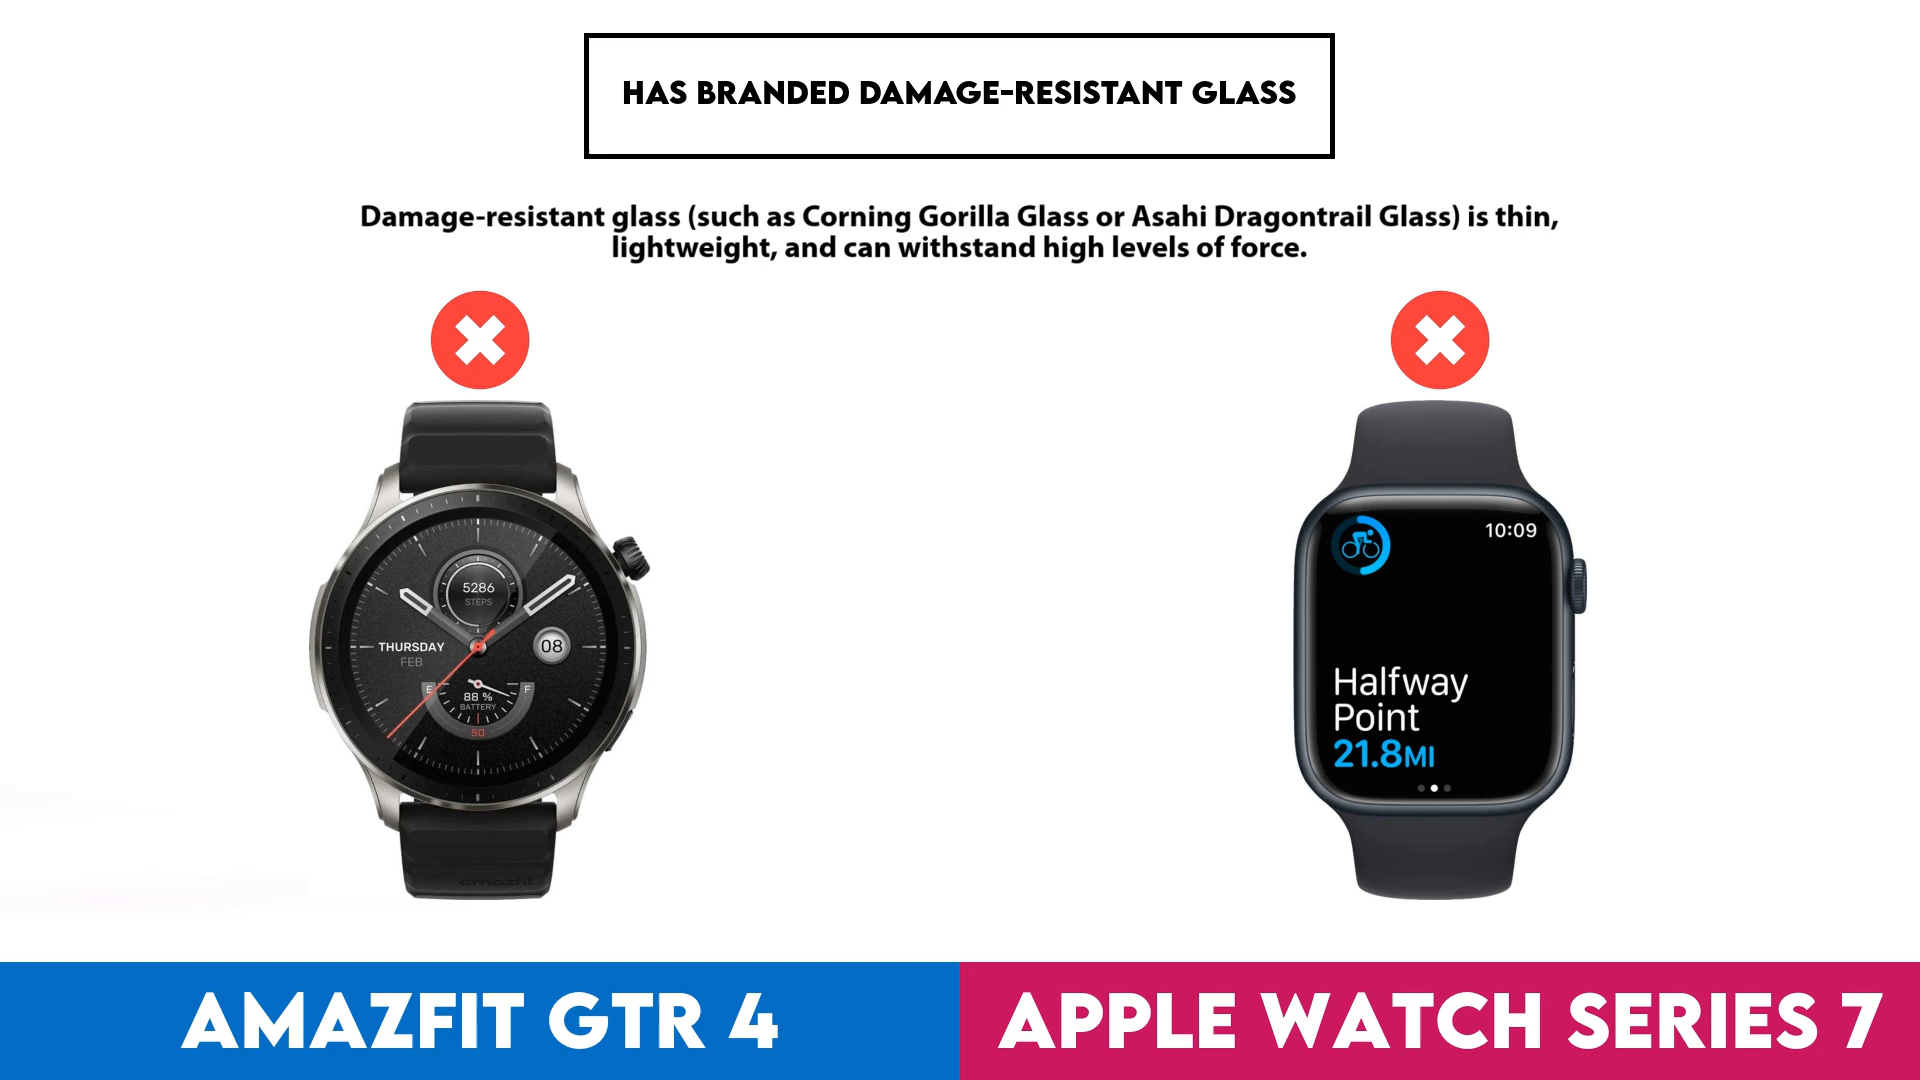 HAS BRANDED DAMAGE-RESISTANT GLASS
Damage-resistant glass (such as Corning Gorilla Glass or Asahi Dragontrail Glass) is thin,
lightweight, and can withstand high levels of force.
5286
STEPS
THURSDAY
FEB
08
E
F
88 %
BATTERY
50
amazfit
10:09
Halfway
Point
21.8MI
AMAZFIT GTR 4
APPLE WATCH SERIES 7